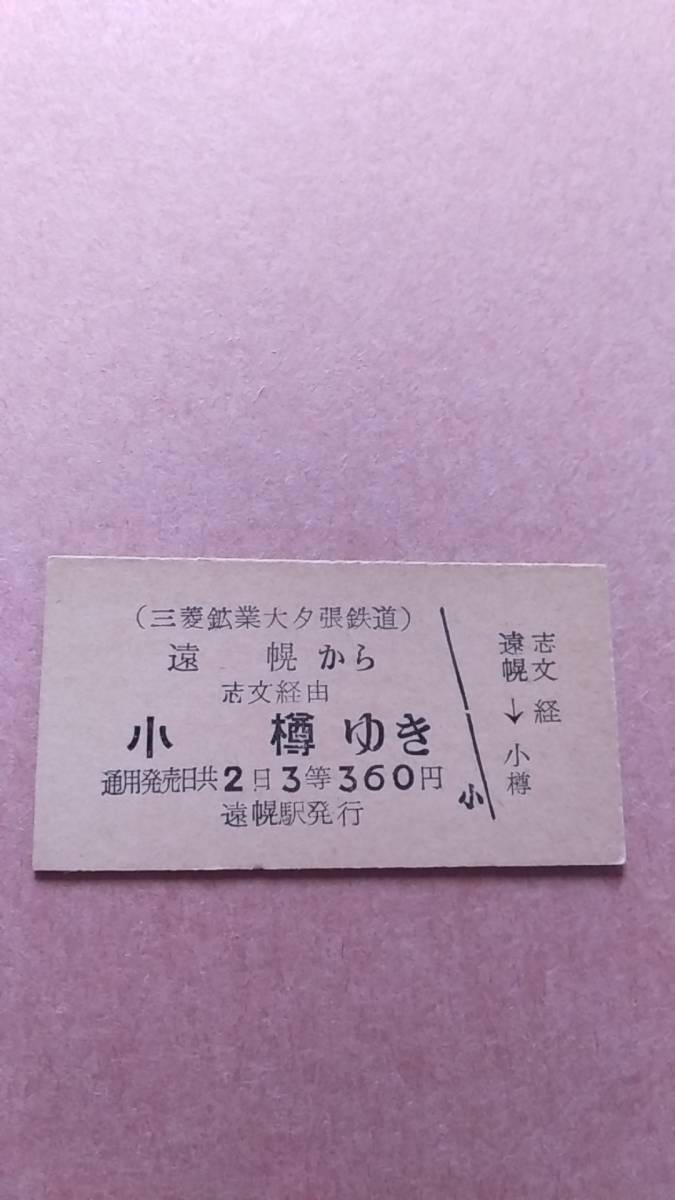 （三菱鉱業大夕張鉄道）
遠幌から
志文経由
小樽ゆき
通用発売日共2日3等360円
遠幌駅発行
小
志文経
遠幌→小樽